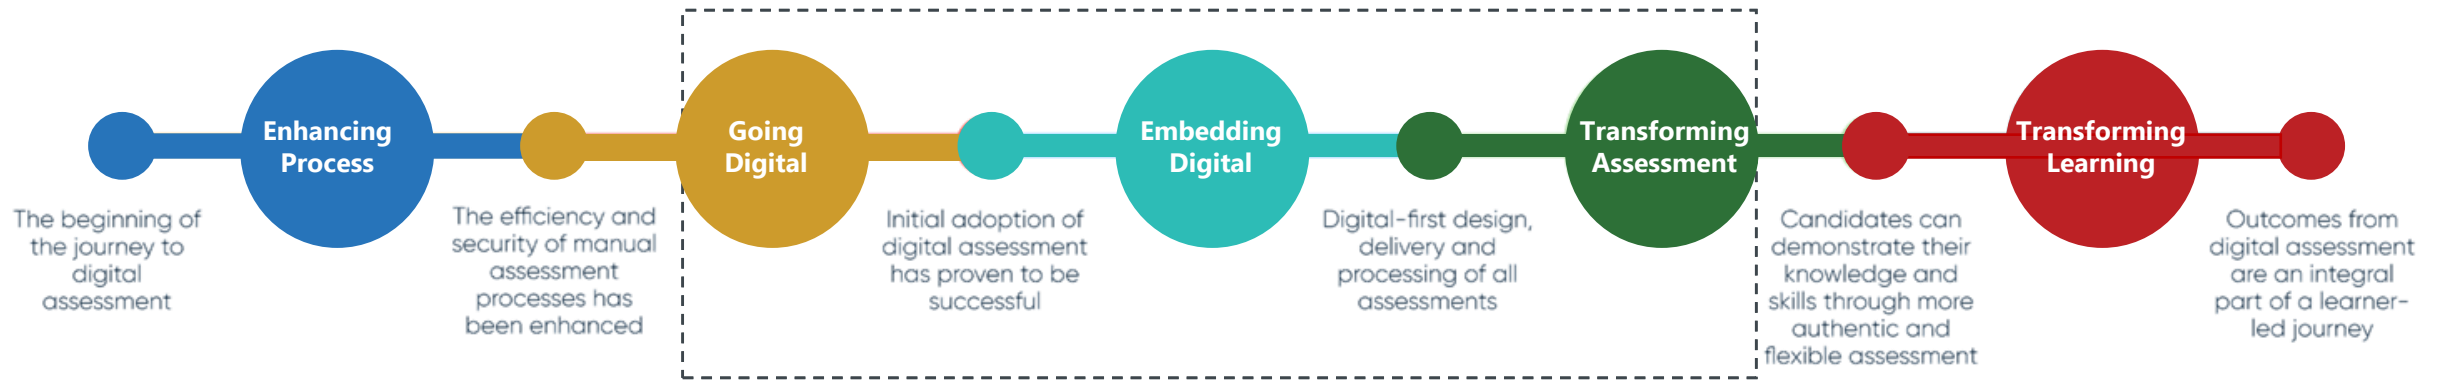 Enhancing
Process
Going
Digital
Embedding
Digital
Transforming
Assessment
Transforming
Learning
The beginning of
the journey to
digital
assessment
The efficiency and
security of manual
assessment
processes has
been enhanced
Initial adoption of
digital assessment
has proven to be
successful
Digital-first design,
delivery and
processing of all
assessments
Candidates can
demonstrate their
knowledge and
skills through more
authentic and
flexible assessment
Outcomes from
digital assessment
are an integral
part of a learner-
led journey